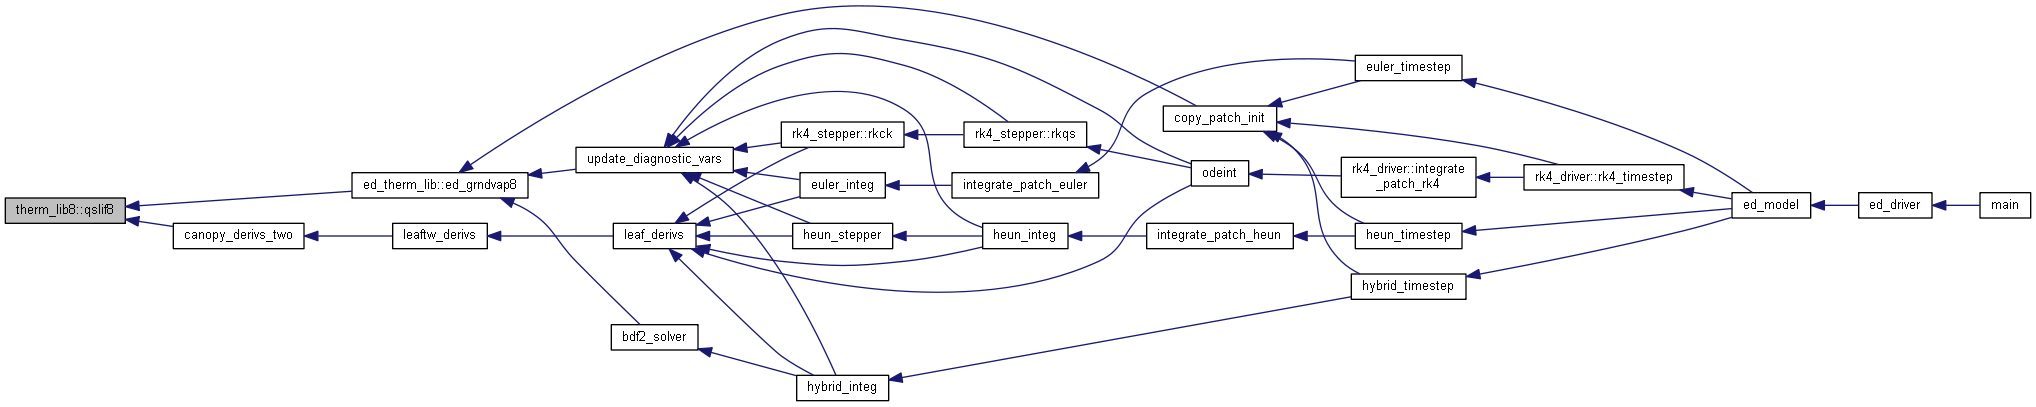 therm_lib8::qslif8
ed_therm_lib::ed_grndvap8
canopy_derivs_two
leaftw_derivs
update_diagnostic_vars
leaf_derivs
bdf2_solver
rk4_stepper::rkck
euler_integ
heun_stepper
hybrid_integ
rk4_stepper::rkqs
integrate_patch_euler
heun_integ
copy_patch_init
odeint
integrate_patch_heun
euler_timestep
rk4_driver::integrate
_patch_rk4
heun_timestep
hybrid_timestep
rk4_driver::rk4_timestep
ed_model
ed_driver
main